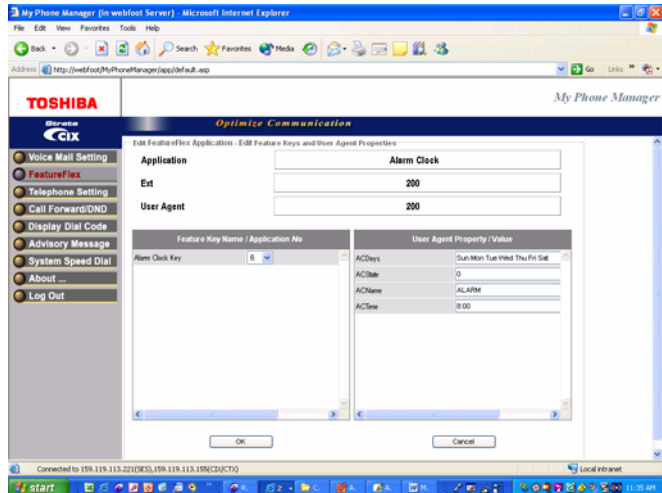 My Phone Manager (in webfoot Server) - Microsoft Internet Explorer
File Edit View Favorites Tools Help
Back Search Favorites Media
Address http://webfoot/MyPhoneManager/app/default.asp Go Links
TOSHIBA
My Phone Manager
Strata
CIX
Optimize Communication
Voice Mail Setting
FeatureFlex
Telephone Setting
Call Forward/DND
Display Dial Code
Advisory Message
System Speed Dial
About ...
Log Out
Edit FeatureFlex Application - Edit Feature Keys and User Agent Properties
Application Alarm Clock
Ext 200
User Agent 200
Feature Key Name / Application No
Alarm Clock Key 6
User Agent Property / Value
ACDays Sun Mon Tue Wed Thu Fri Sat
ACState 0
ACName ALARM
ACTime 8:00
OK
Cancel
Connected to 159.119.113.221(SES),159.119.113.155(CDI/CTX) Local intranet
start 11:35 AM